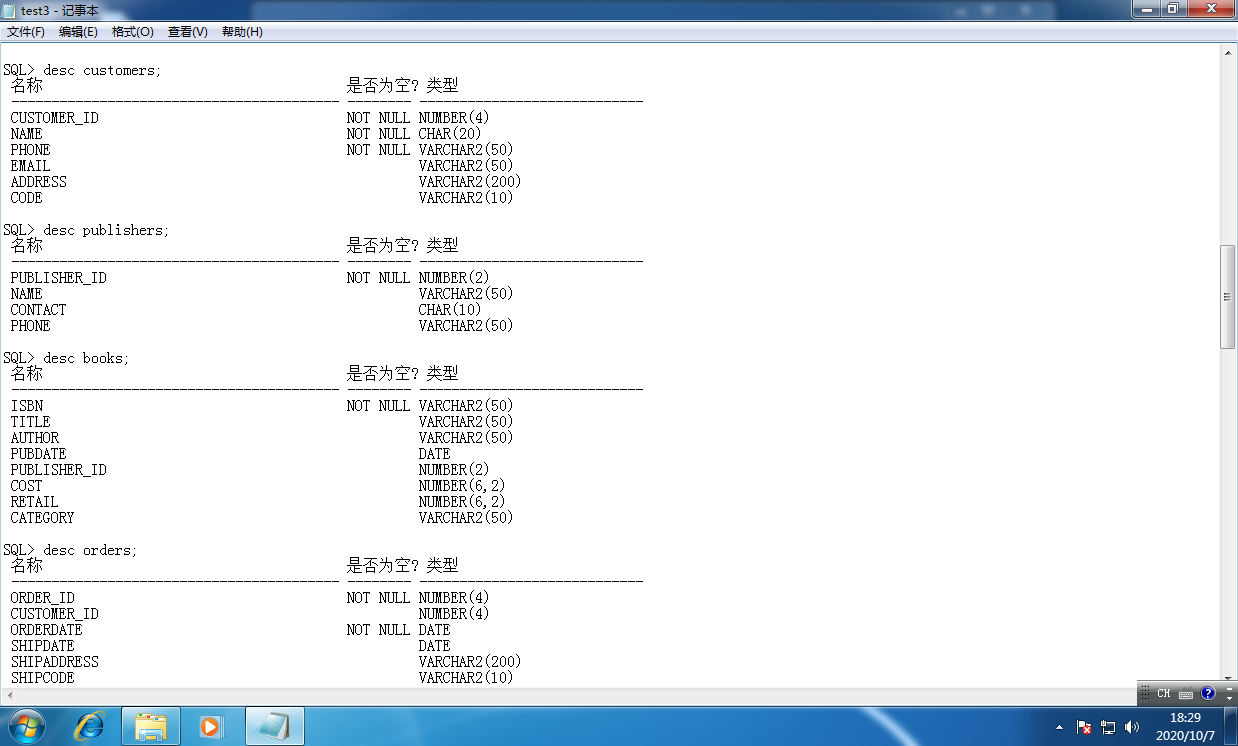 test3 - 记事本
文件(F) 编辑(E) 格式(O) 查看(V) 帮助(H)
SQL> desc customers;
名称 是否为空? 类型
----------------------------------------- -------- ----------------------------
CUSTOMER_ID NOT NULL NUMBER(4)
NAME NOT NULL CHAR(20)
PHONE NOT NULL VARCHAR2(50)
EMAIL VARCHAR2(50)
ADDRESS VARCHAR2(200)
CODE VARCHAR2(10)
SQL> desc publishers;
名称 是否为空? 类型
----------------------------------------- -------- ----------------------------
PUBLISHER_ID NOT NULL NUMBER(2)
NAME VARCHAR2(50)
CONTACT CHAR(10)
PHONE VARCHAR2(50)
SQL> desc books;
名称 是否为空? 类型
----------------------------------------- -------- ----------------------------
ISBN NOT NULL VARCHAR2(50)
TITLE VARCHAR2(50)
AUTHOR VARCHAR2(50)
PUBDATE DATE
PUBLISHER_ID NUMBER(2)
COST NUMBER(6,2)
RETAIL NUMBER(6,2)
CATEGORY VARCHAR2(50)
SQL> desc orders;
名称 是否为空? 类型
----------------------------------------- -------- ----------------------------
ORDER_ID NOT NULL NUMBER(4)
CUSTOMER_ID NUMBER(4)
ORDERDATE NOT NULL DATE
SHIPDATE DATE
SHIPADDRESS VARCHAR2(200)
SHIPCODE VARCHAR2(10)
CH
18:29
2020/10/7